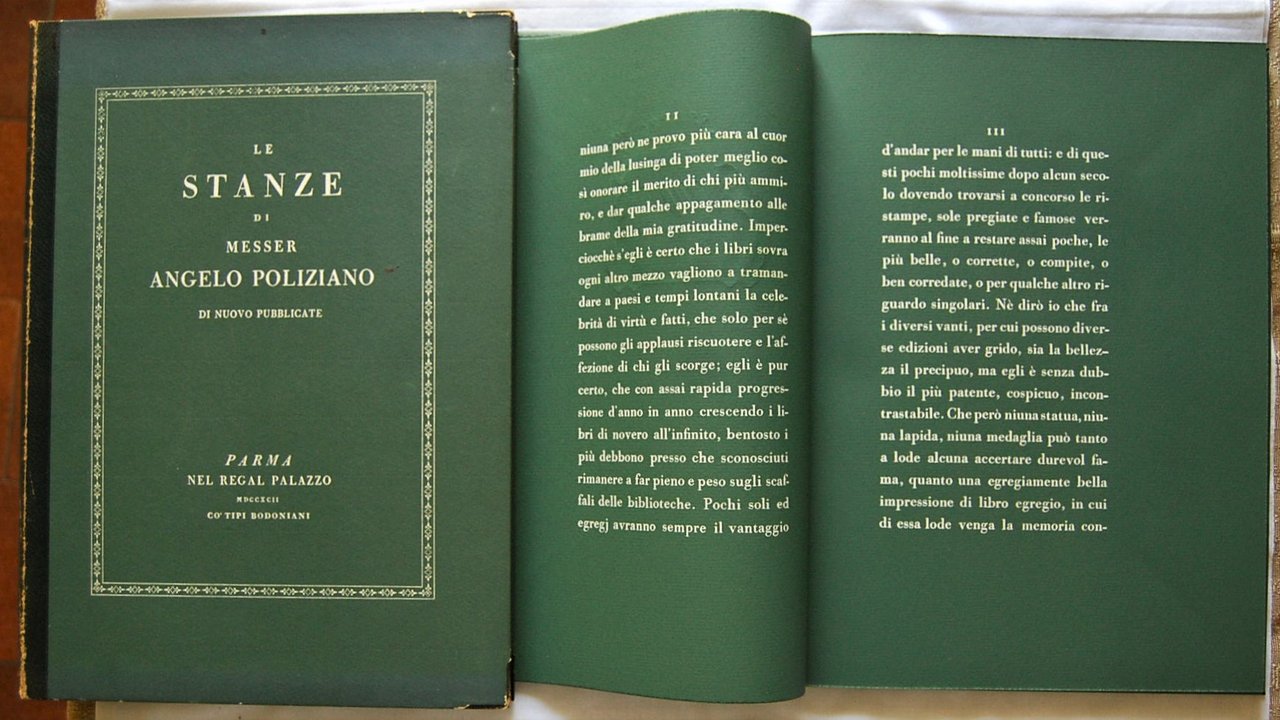 LE
STANZE
DI
MESSER
ANGELO POLIZIANO
DI NUOVO PUBBLICATE
PARMA
NEL REGAL PALAZZO
MDCCXCII
CO' TIPI BODONIANI
II
niuna però ne provo più cara al cuor
mio della lusinga di poter meglio co-
sì onorare il merito di chi più ammi-
ro, e dar qualche appagamento alle
brame della mia gratitudine. Imper-
ciocchè s'egli è certo che i libri sovra
ogni altro mezzo vagliono a traman-
dare a paesi e tempi lontani la cele-
brità di virtù e fatti, che solo per sè
possono gli applausi riscuotere e l'af-
fezione di chi gli scorge; egli è pur
certo, che con assai rapida progres-
sione d'anno in anno crescendo i li-
bri di novero all'infinito, bentosto i
più debbono presso che sconosciuti
rimanere a far pieno e peso sugli scaf-
fali delle biblioteche. Pochi soli ed
egregj avranno sempre il vantaggio
III
d'andar per le mani di tutti: e di que-
sti pochi moltissime dopo alcun seco-
lo dovendo trovarsi a concorso le ri-
stampe, sole pregiate e famose ver-
ranno al fine a restare assai poche, le
più belle, o corrette, o compite, o
ben corredate, o per qualche altro ri-
guardo singolari. Nè dirò io che fra
i diversi vanti, per cui possono diver-
se edizioni aver grido, sia la bellez-
za il precipuo, ma egli è senza dub-
bio il più patente, cospicuo, incon-
trastabile. Che però niuna statua, niu-
na lapida, niuna medaglia può tanto
a lode alcuna accertare durevol fa-
ma, quanto una egregiamente bella
impressione di libro egregio, in cui
di essa lode venga la memoria con-